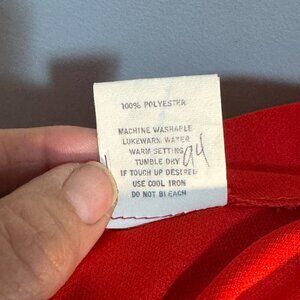 100% POLYESTER
MACHINE WASHABLE
LUKEWARM WATER
WARM SETTING
TUMBLE DRY
IF TOUCH UP DESIRED
USE COOL IRON
DO NOT BLEACH